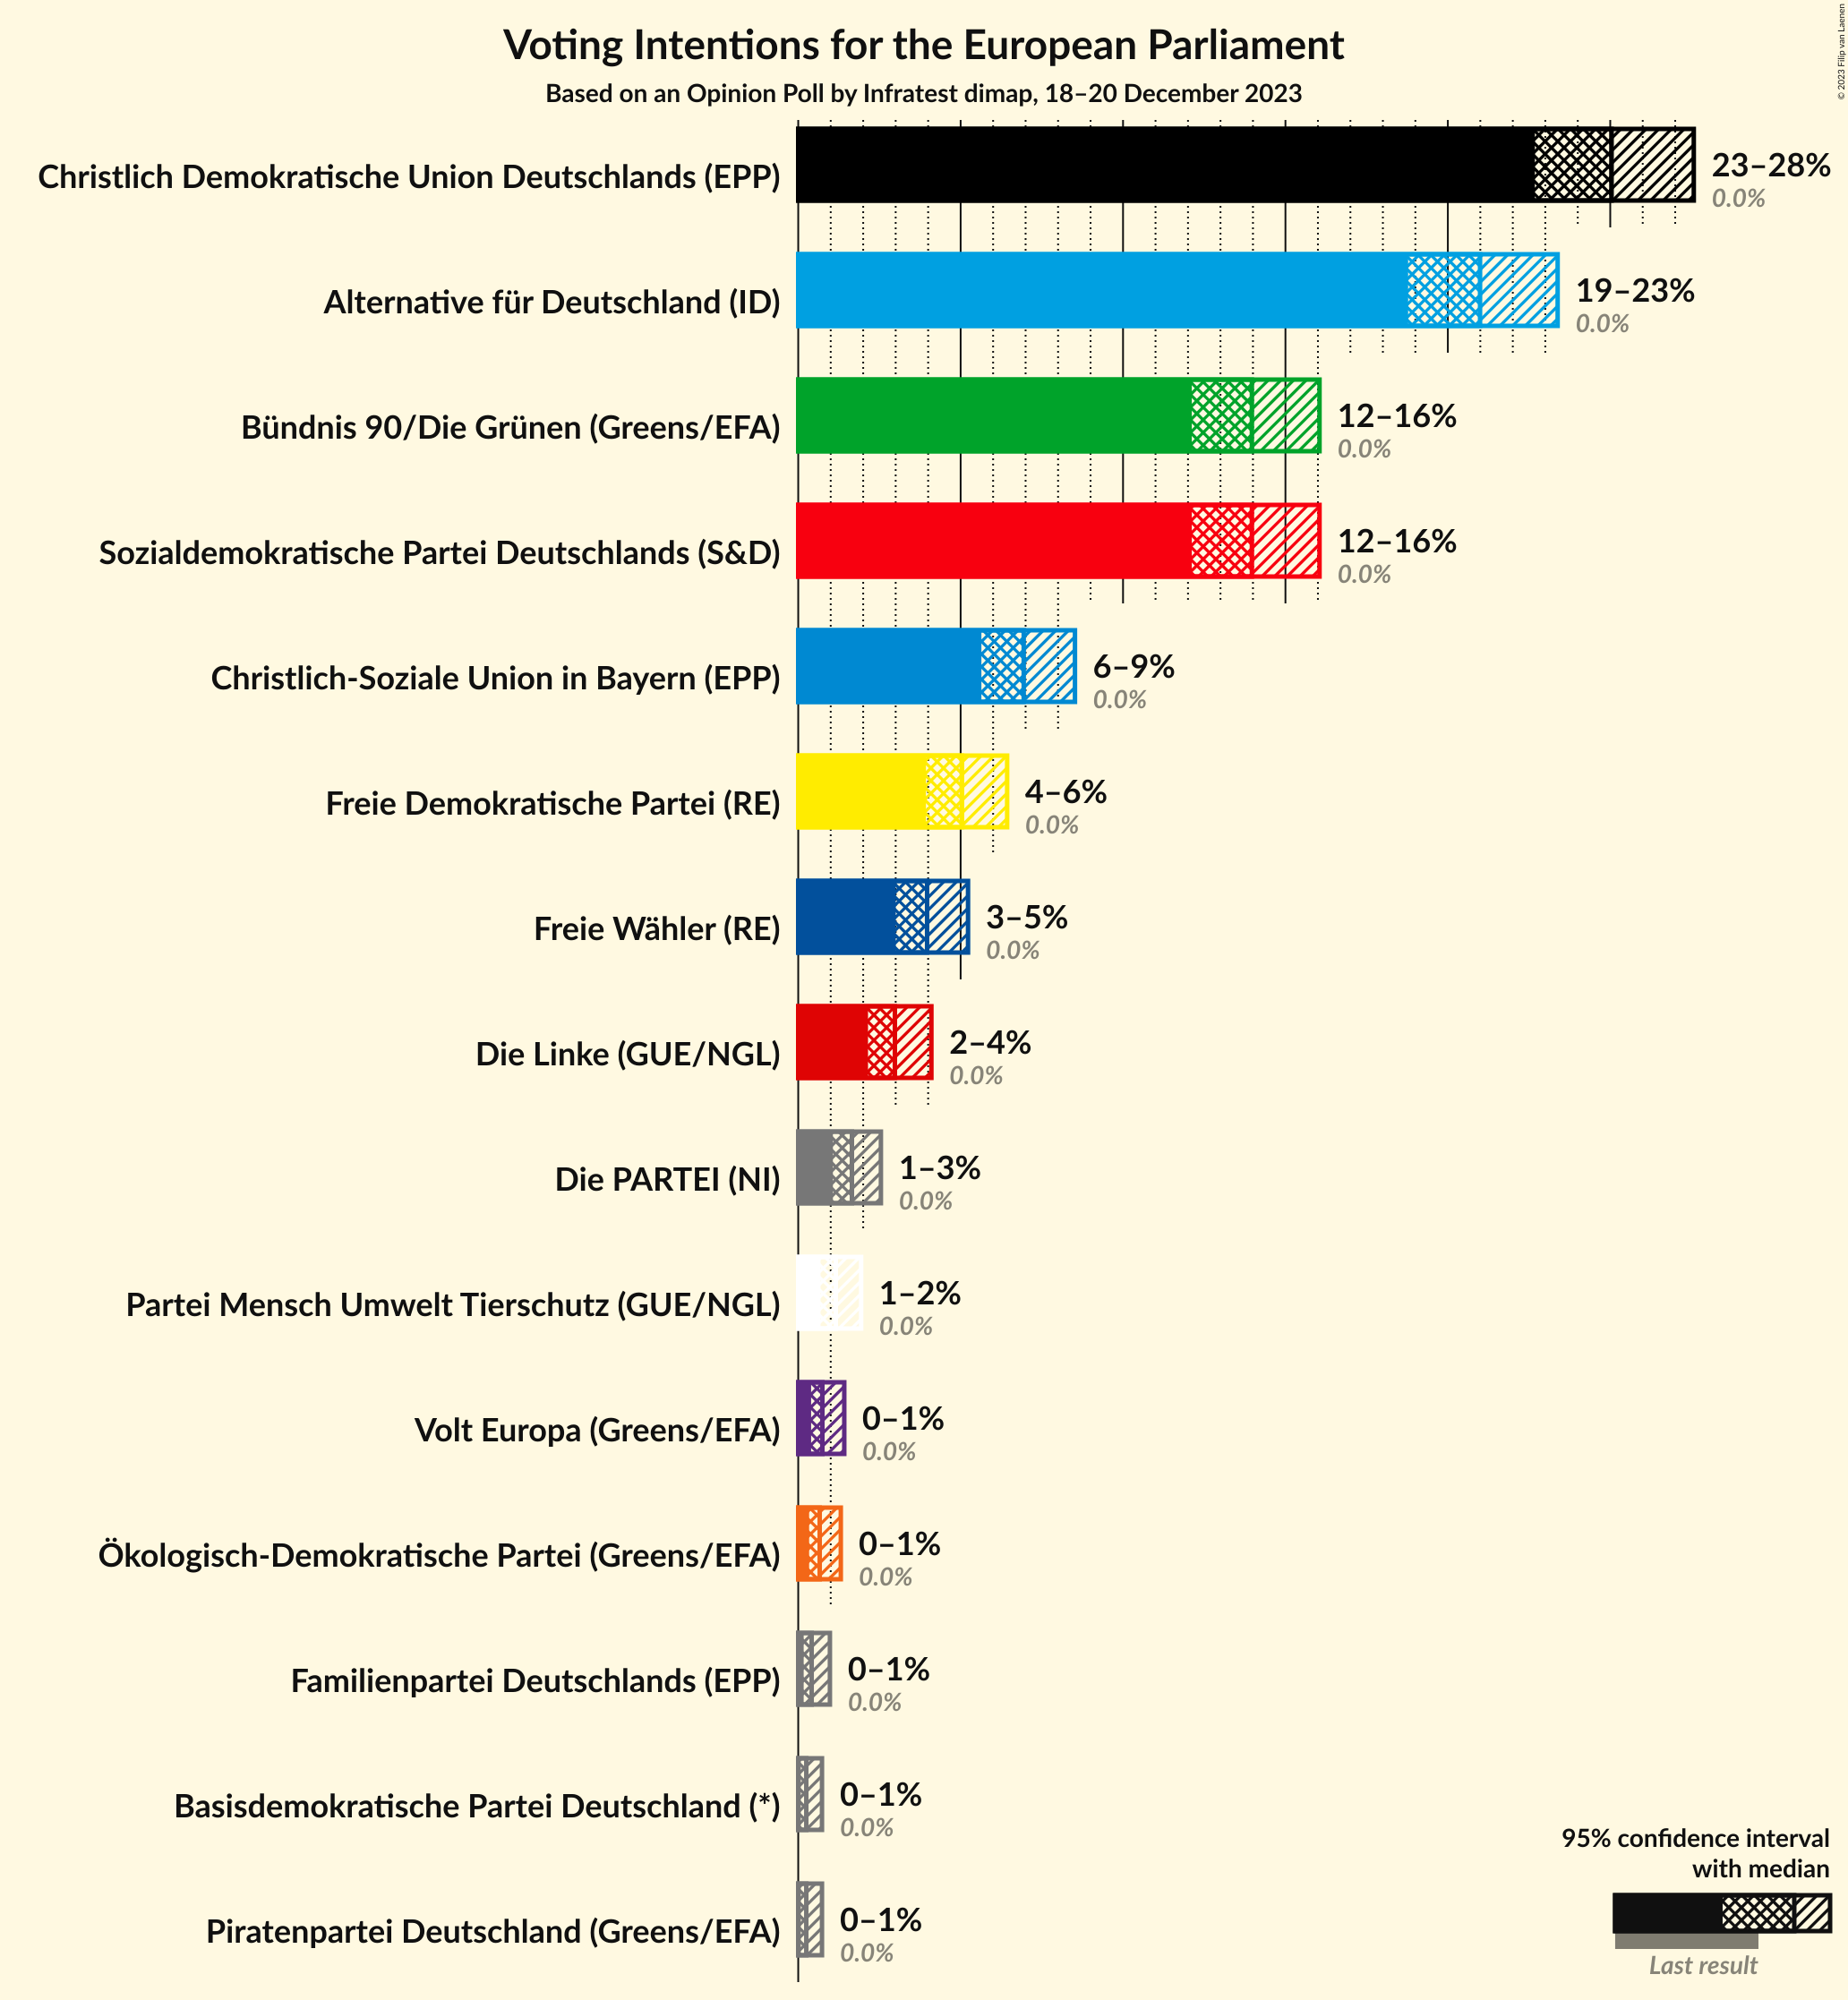 Voting Intentions for the European Parliament
Based on an Opinion Poll by Infratest dimap, 18–20 December 2023
© 2023 Filip van Laenen
Christlich Demokratische Union Deutschlands (EPP)
23–28%
0.0%
Alternative für Deutschland (ID)
19–23%
0.0%
Bündnis 90/Die Grünen (Greens/EFA)
12–16%
0.0%
Sozialdemokratische Partei Deutschlands (S&D)
12–16%
0.0%
Christlich-Soziale Union in Bayern (EPP)
6–9%
0.0%
Freie Demokratische Partei (RE)
4–6%
0.0%
Freie Wähler (RE)
3–5%
0.0%
Die Linke (GUE/NGL)
2–4%
0.0%
Die PARTEI (NI)
1–3%
0.0%
Partei Mensch Umwelt Tierschutz (GUE/NGL)
1–2%
0.0%
Volt Europa (Greens/EFA)
0–1%
0.0%
Ökologisch-Demokratische Partei (Greens/EFA)
0–1%
0.0%
Familienpartei Deutschlands (EPP)
0–1%
0.0%
Basisdemokratische Partei Deutschland (*)
0–1%
0.0%
Piratenpartei Deutschland (Greens/EFA)
0–1%
0.0%
95% confidence interval
with median
Last result